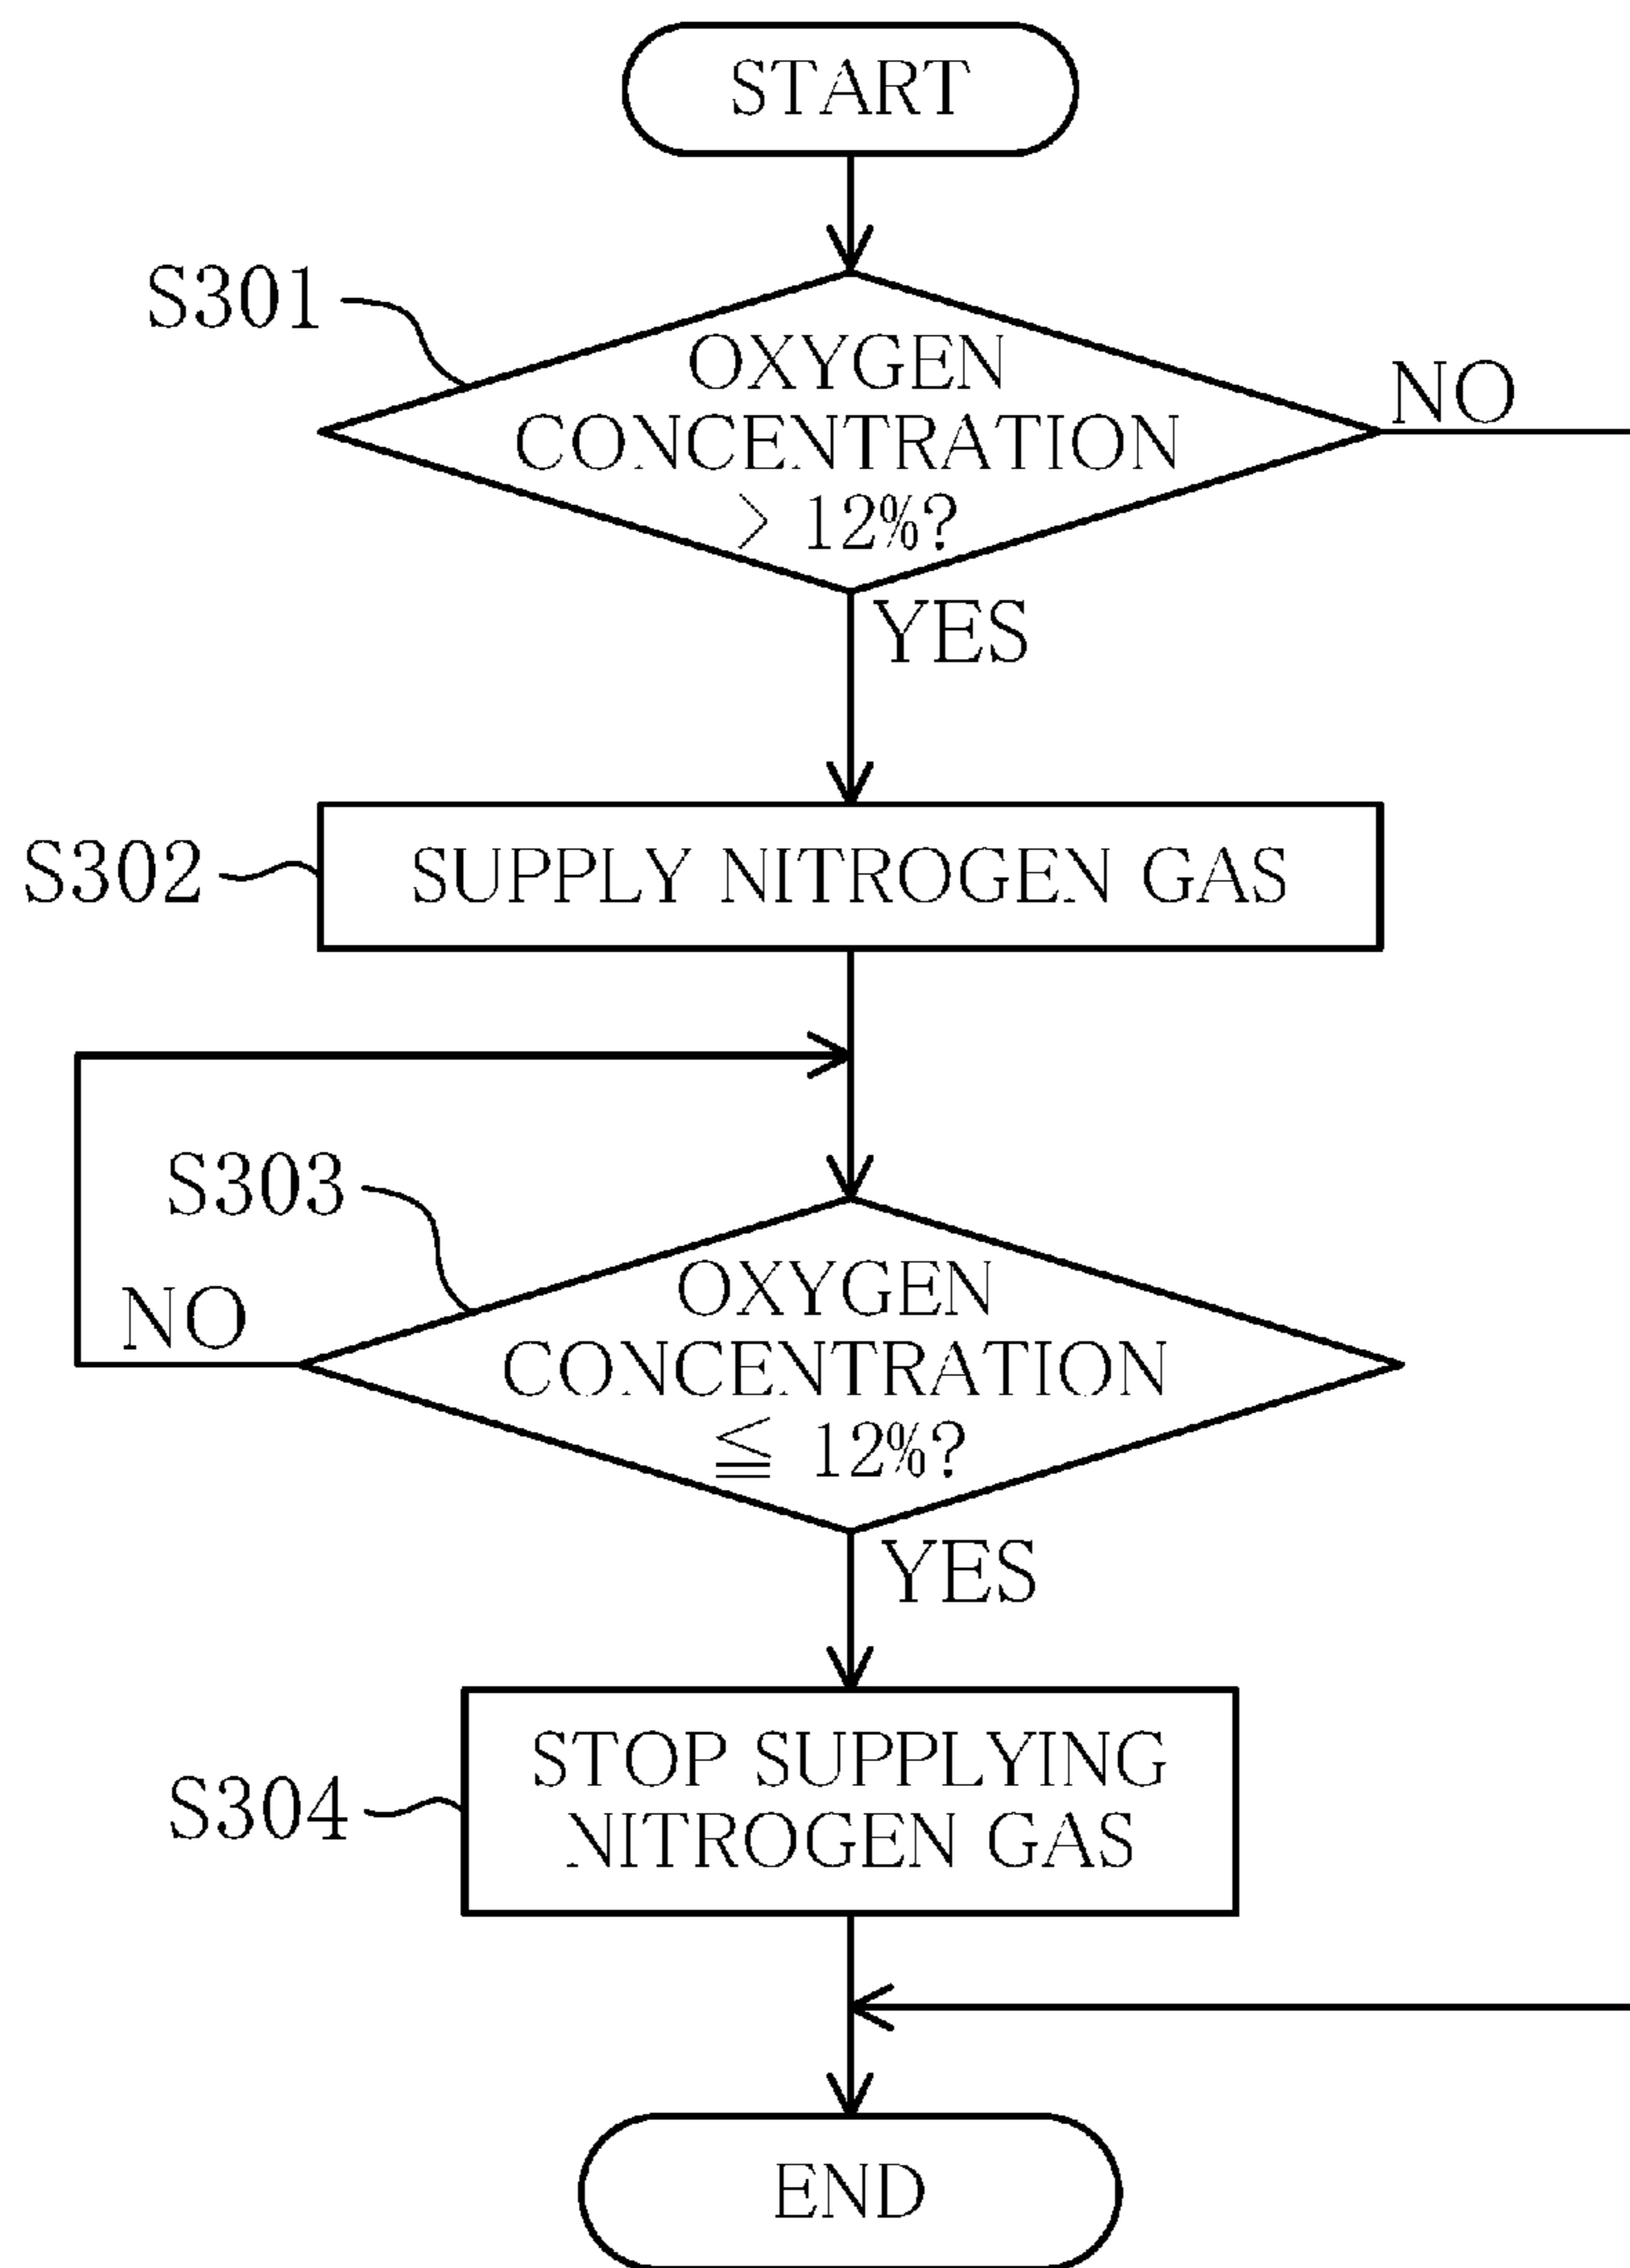 START
S301
OXYGEN
CONCENTRATION
> 12%?
NO
YES
S302
SUPPLY NITROGEN GAS
S303
OXYGEN
CONCENTRATION
≦ 12%?
NO
YES
S304
STOP SUPPLYING
NITROGEN GAS
END